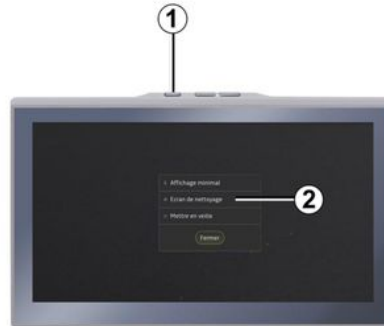 1
Affichage minimal
Ecran de nettoyage
2
Mettre en veille
Fermer